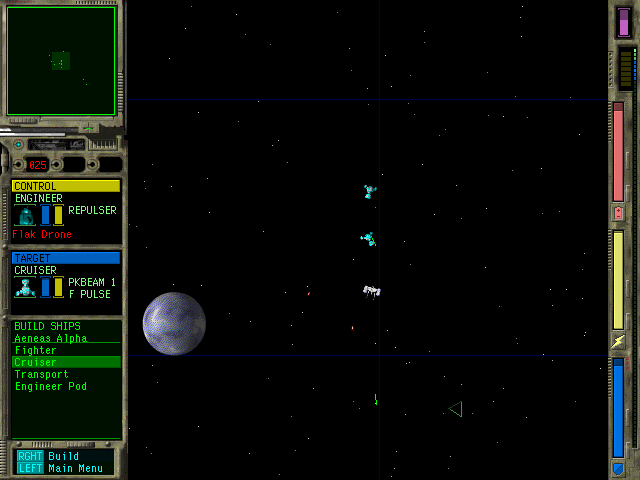 025
CONTROL
ENGINEER
REPULSER
Flak Drone
TARGET
CRUISER
PKBEAM 1
F PULSE
BUILD SHIPS
Aeneas Alpha
Fighter
Cruiser
Transport
Engineer Pod
RGHT Build
LEFT Main Menu